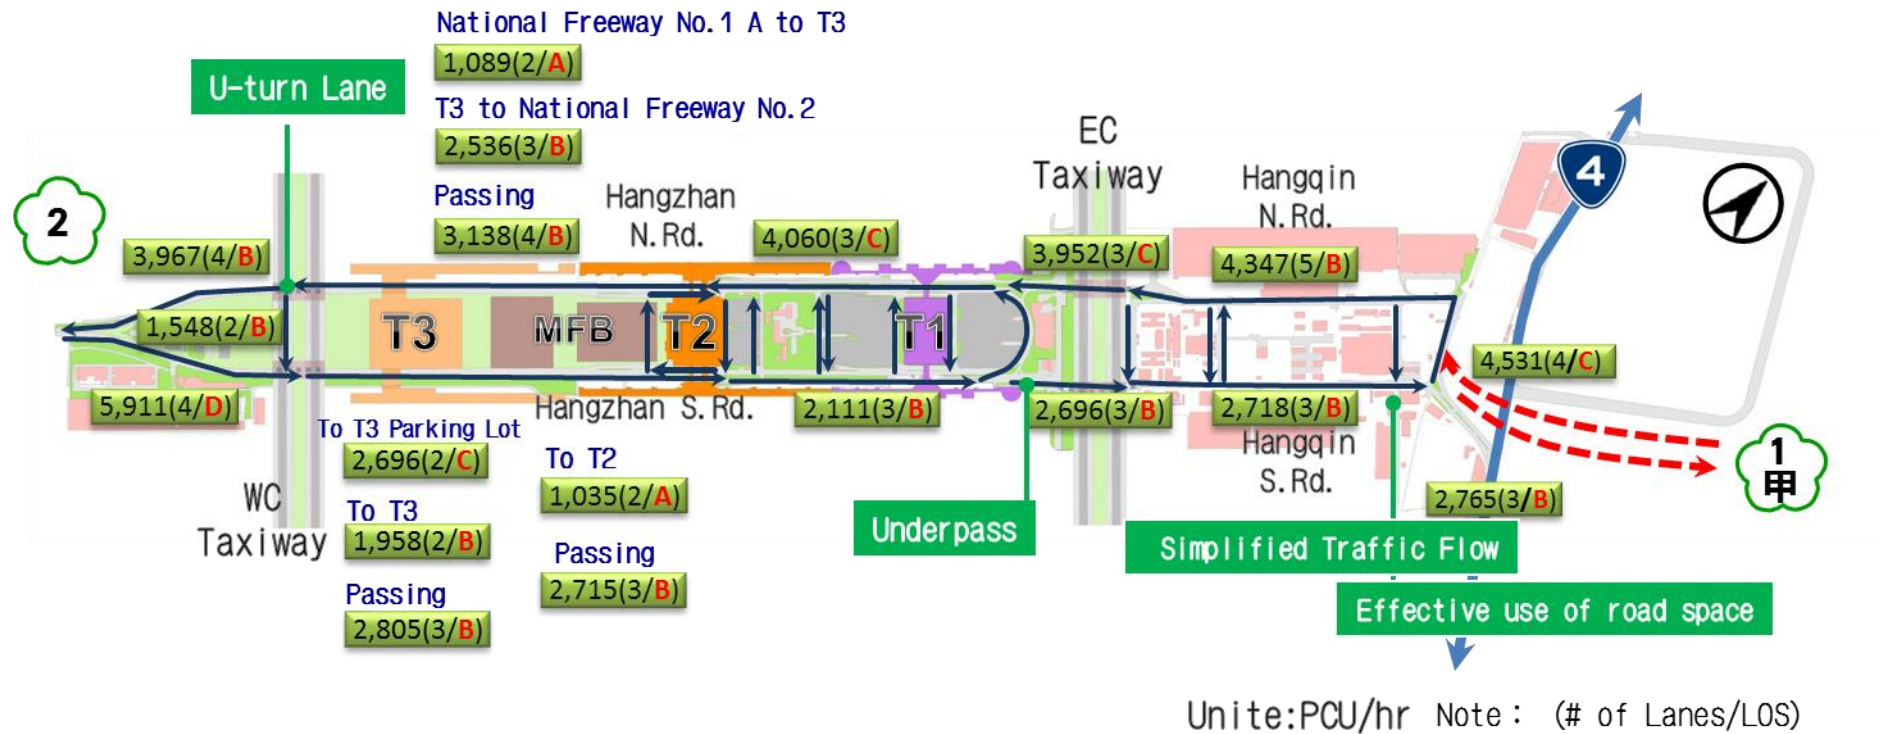 National Freeway No.1 A to T3
1,089(2/A)
U-turn Lane
T3 to National Freeway No.2
2,536(3/B)
EC
Taxiway
4
2
Passing
3,138(4/B)
Hangzhan
N.Rd.
Hangqin
N.Rd.
3,967(4/B)
4,060(3/C)
3,952(3/C)
4,347(5/B)
1,548(2/B)
T3
MFB
T2
T1
4,531(4/C)
5,911(4/D)
Hangzhan S.Rd.
2,111(3/B)
2,696(3/B)
2,718(3/B)
Hangqin
S.Rd.
1
甲
To T3 Parking Lot
2,696(2/C)
To T2
1,035(2/A)
2,765(3/B)
WC
Taxiway
To T3
1,958(2/B)
Underpass
Simplified Traffic Flow
Passing
2,715(3/B)
Passing
2,805(3/B)
Effective use of road space
Unite:PCU/hr Note： (# of Lanes/LOS)